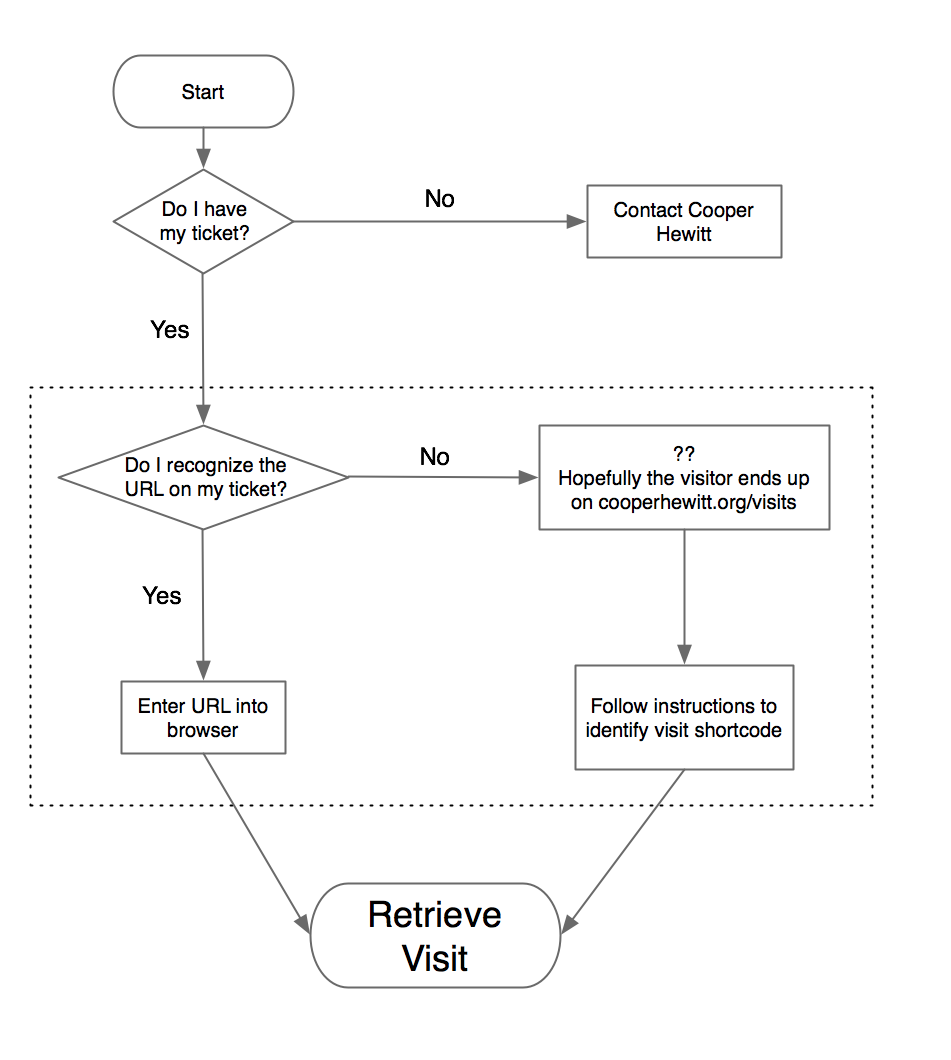 Start
Do I have
my ticket?
No
Contact Cooper
Hewitt
Yes
Do I recognize the
URL on my ticket?
No
??
Hopefully the visitor ends up
on cooperhewitt.org/visits
Yes
Enter URL into
browser
Follow instructions to
identify visit shortcode
Retrieve
Visit